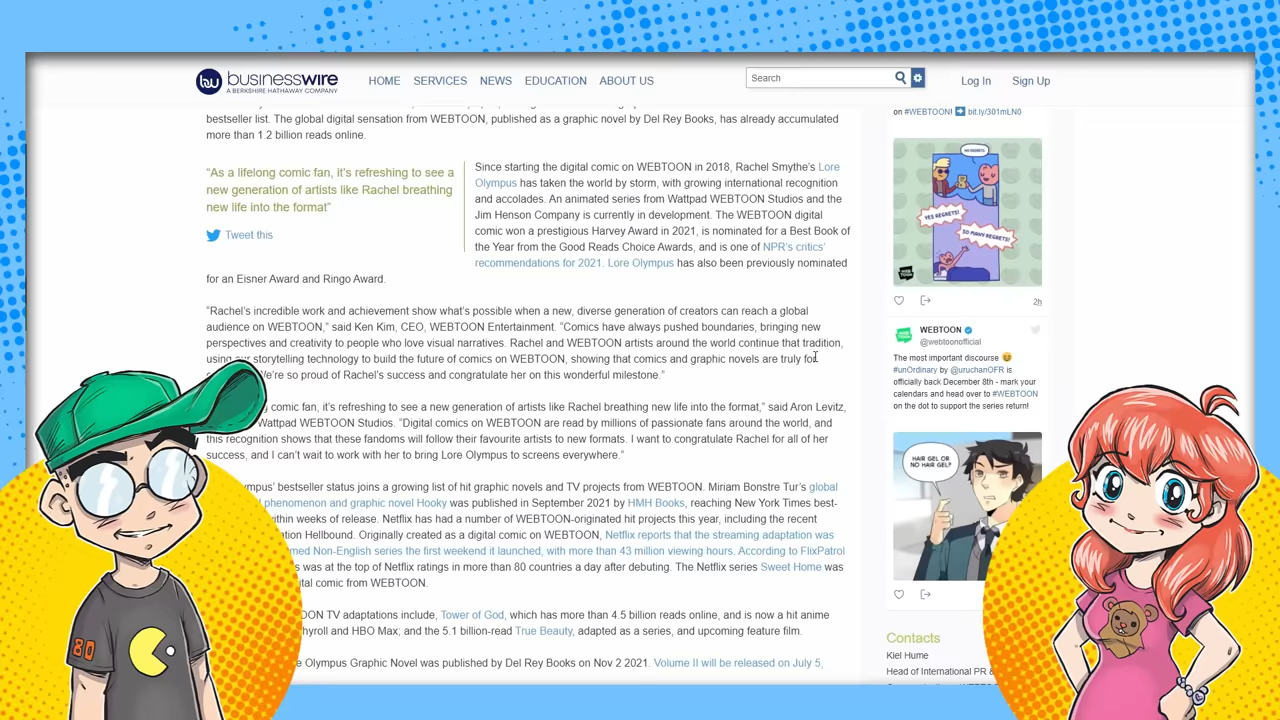 businesswire
A BERKSHIRE HATHAWAY COMPANY
HOME SERVICES NEWS EDUCATION ABOUT US
Search
Log In Sign Up
bestseller list. The global digital sensation from WEBTOON, published as a graphic novel by Del Rey Books, has already accumulated
more than 1.2 billion reads online.
“As a lifelong comic fan, it’s refreshing to see a
new generation of artists like Rachel breathing
new life into the format”
Tweet this
Since starting the digital comic on WEBTOON in 2018, Rachel Smythe’s Lore
Olympus has taken the world by storm, with growing international recognition
and accolades. An animated series from Wattpad WEBTOON Studios and the
Jim Henson Company is currently in development. The WEBTOON digital
comic won a prestigious Harvey Award in 2021, is nominated for a Best Book of
the Year from the Good Reads Choice Awards, and is one of NPR’s critics’
recommendations for 2021. Lore Olympus has also been previously nominated
for an Eisner Award and Ringo Award.
“Rachel’s incredible work and achievement show what’s possible when a new, diverse generation of creators can reach a global
audience on WEBTOON,” said Ken Kim, CEO, WEBTOON Entertainment. “Comics have always pushed boundaries, bringing new
perspectives and creativity to people who love visual narratives. Rachel and WEBTOON artists around the world continue that tradition,
using our storytelling technology to build the future of comics on WEBTOON, showing that comics and graphic novels are truly for
We’re so proud of Rachel’s success and congratulate her on this wonderful milestone.”
comic fan, it’s refreshing to see a new generation of artists like Rachel breathing new life into the format,” said Aron Levitz,
Wattpad WEBTOON Studios. “Digital comics on WEBTOON are read by millions of passionate fans around the world, and
this recognition shows that these fandoms will follow their favourite artists to new formats. I want to congratulate Rachel for all of her
success, and I can’t wait to work with her to bring Lore Olympus to screens everywhere.”
bestseller status joins a growing list of hit graphic novels and TV projects from WEBTOON. Miriam Bonstre Tur’s global
phenomenon and graphic novel Hooky was published in September 2021 by HMH Books, reaching New York Times best-
within weeks of release. Netflix has had a number of WEBTOON-originated hit projects this year, including the recent
Hellbound. Originally created as a digital comic on WEBTOON, Netflix reports that the streaming adaptation was
Non-English series the first weekend it launched, with more than 43 million viewing hours. According to FlixPatrol
was at the top of Netflix ratings in more than 80 countries a day after debuting. The Netflix series Sweet Home was
comic from WEBTOON.
TV adaptations include, Tower of God, which has more than 4.5 billion reads online, and is now a hit anime
and HBO Max; and the 5.1 billion-read True Beauty, adapted as a series, and upcoming feature film.
Olympus Graphic Novel was published by Del Rey Books on Nov 2 2021. Volume II will be released on July 5,
on #WEBTOON! bit.ly/301mLN0
NO REGRETS.
YES REGRETS!
SO MANY REGRETS!
2h
WEBTOON
@webtoonofficial
The most important discourse
#unOrdinary by @uruchanOFR is
officially back December 8th - mark your
calendars and head over to #WEBTOON
on the dot to support the series return!
HAIR GEL OR
NO HAIR GEL?
Contacts
Kiel Hume
Head of International PR &
80